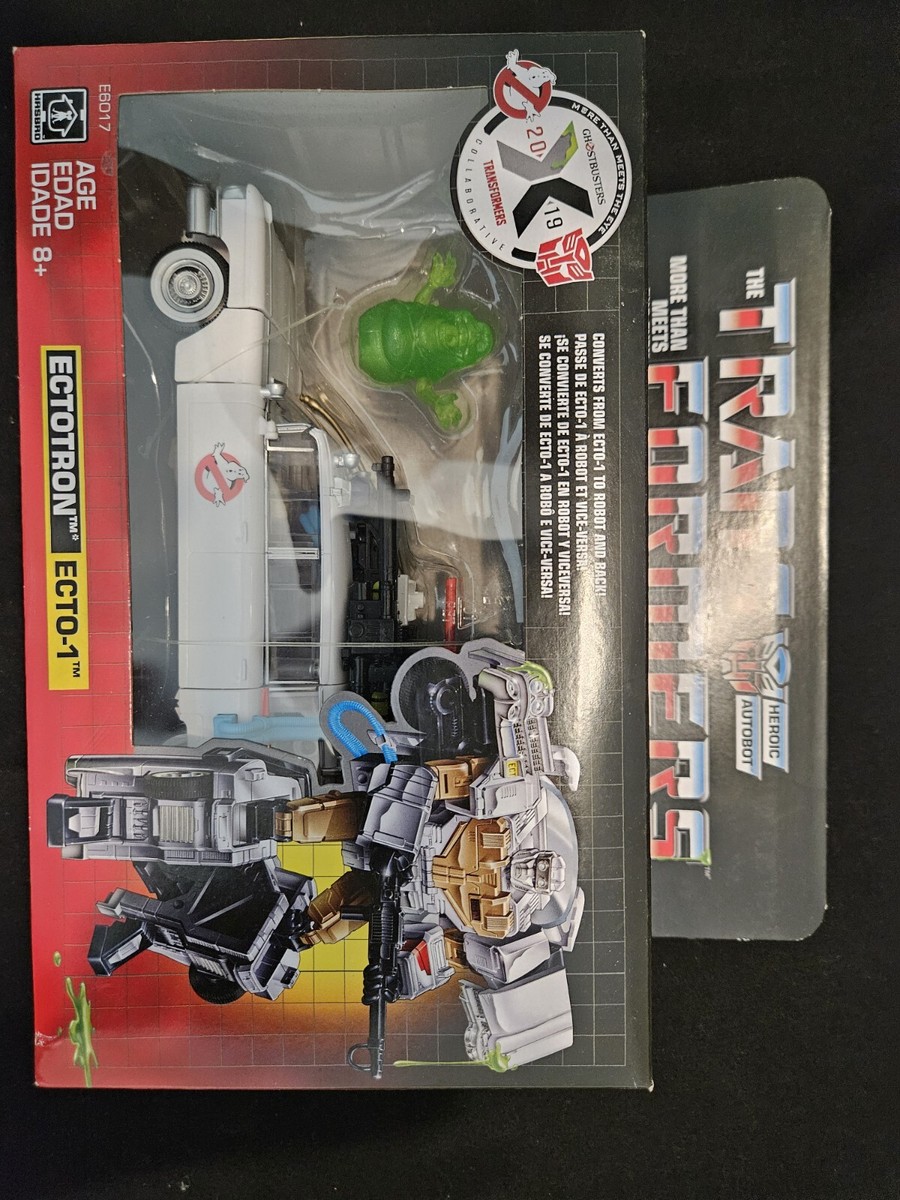 THE
TRANSFORMERS
MORE THAN
MEETS
HEROIC
AUTOBOT
MORE THAN MEETS THE EYE
GHOSTBUSTERS
20
19
TRANSFORMERS
COLLABORATIVE
CONVERTS FROM ECTO-1 TO ROBOT AND BACK!
PASSE DE ECTO-1 À ROBOT ET VICE-VERSA!
¡SE CONVIERTE DE ECTO-1 EN ROBOT Y VICEVERSA!
SE CONVERTE DE ECTO-1 A ROBÔ E VICE-VERSA!
E6017
HASBRO
AGE
EDAD
IDADE 8+
ECTOTRON™* ECTO-1™